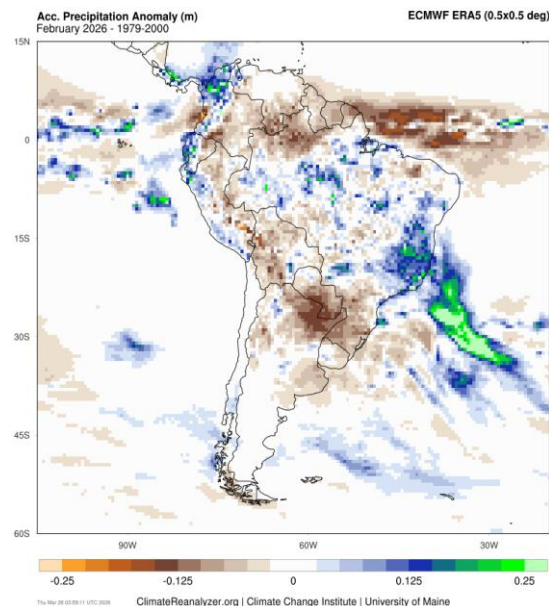 Acc. Precipitation Anomaly (m)
February 2026 - 1979-2000
ECMWF ERA5 (0.5x0.5 deg)
15N
0
15S
30S
45S
60S
90W
60W
30W
-0.25
-0.125
0
0.125
0.25
ClimateReanalyzer.org | Climate Change Institute | University of Maine